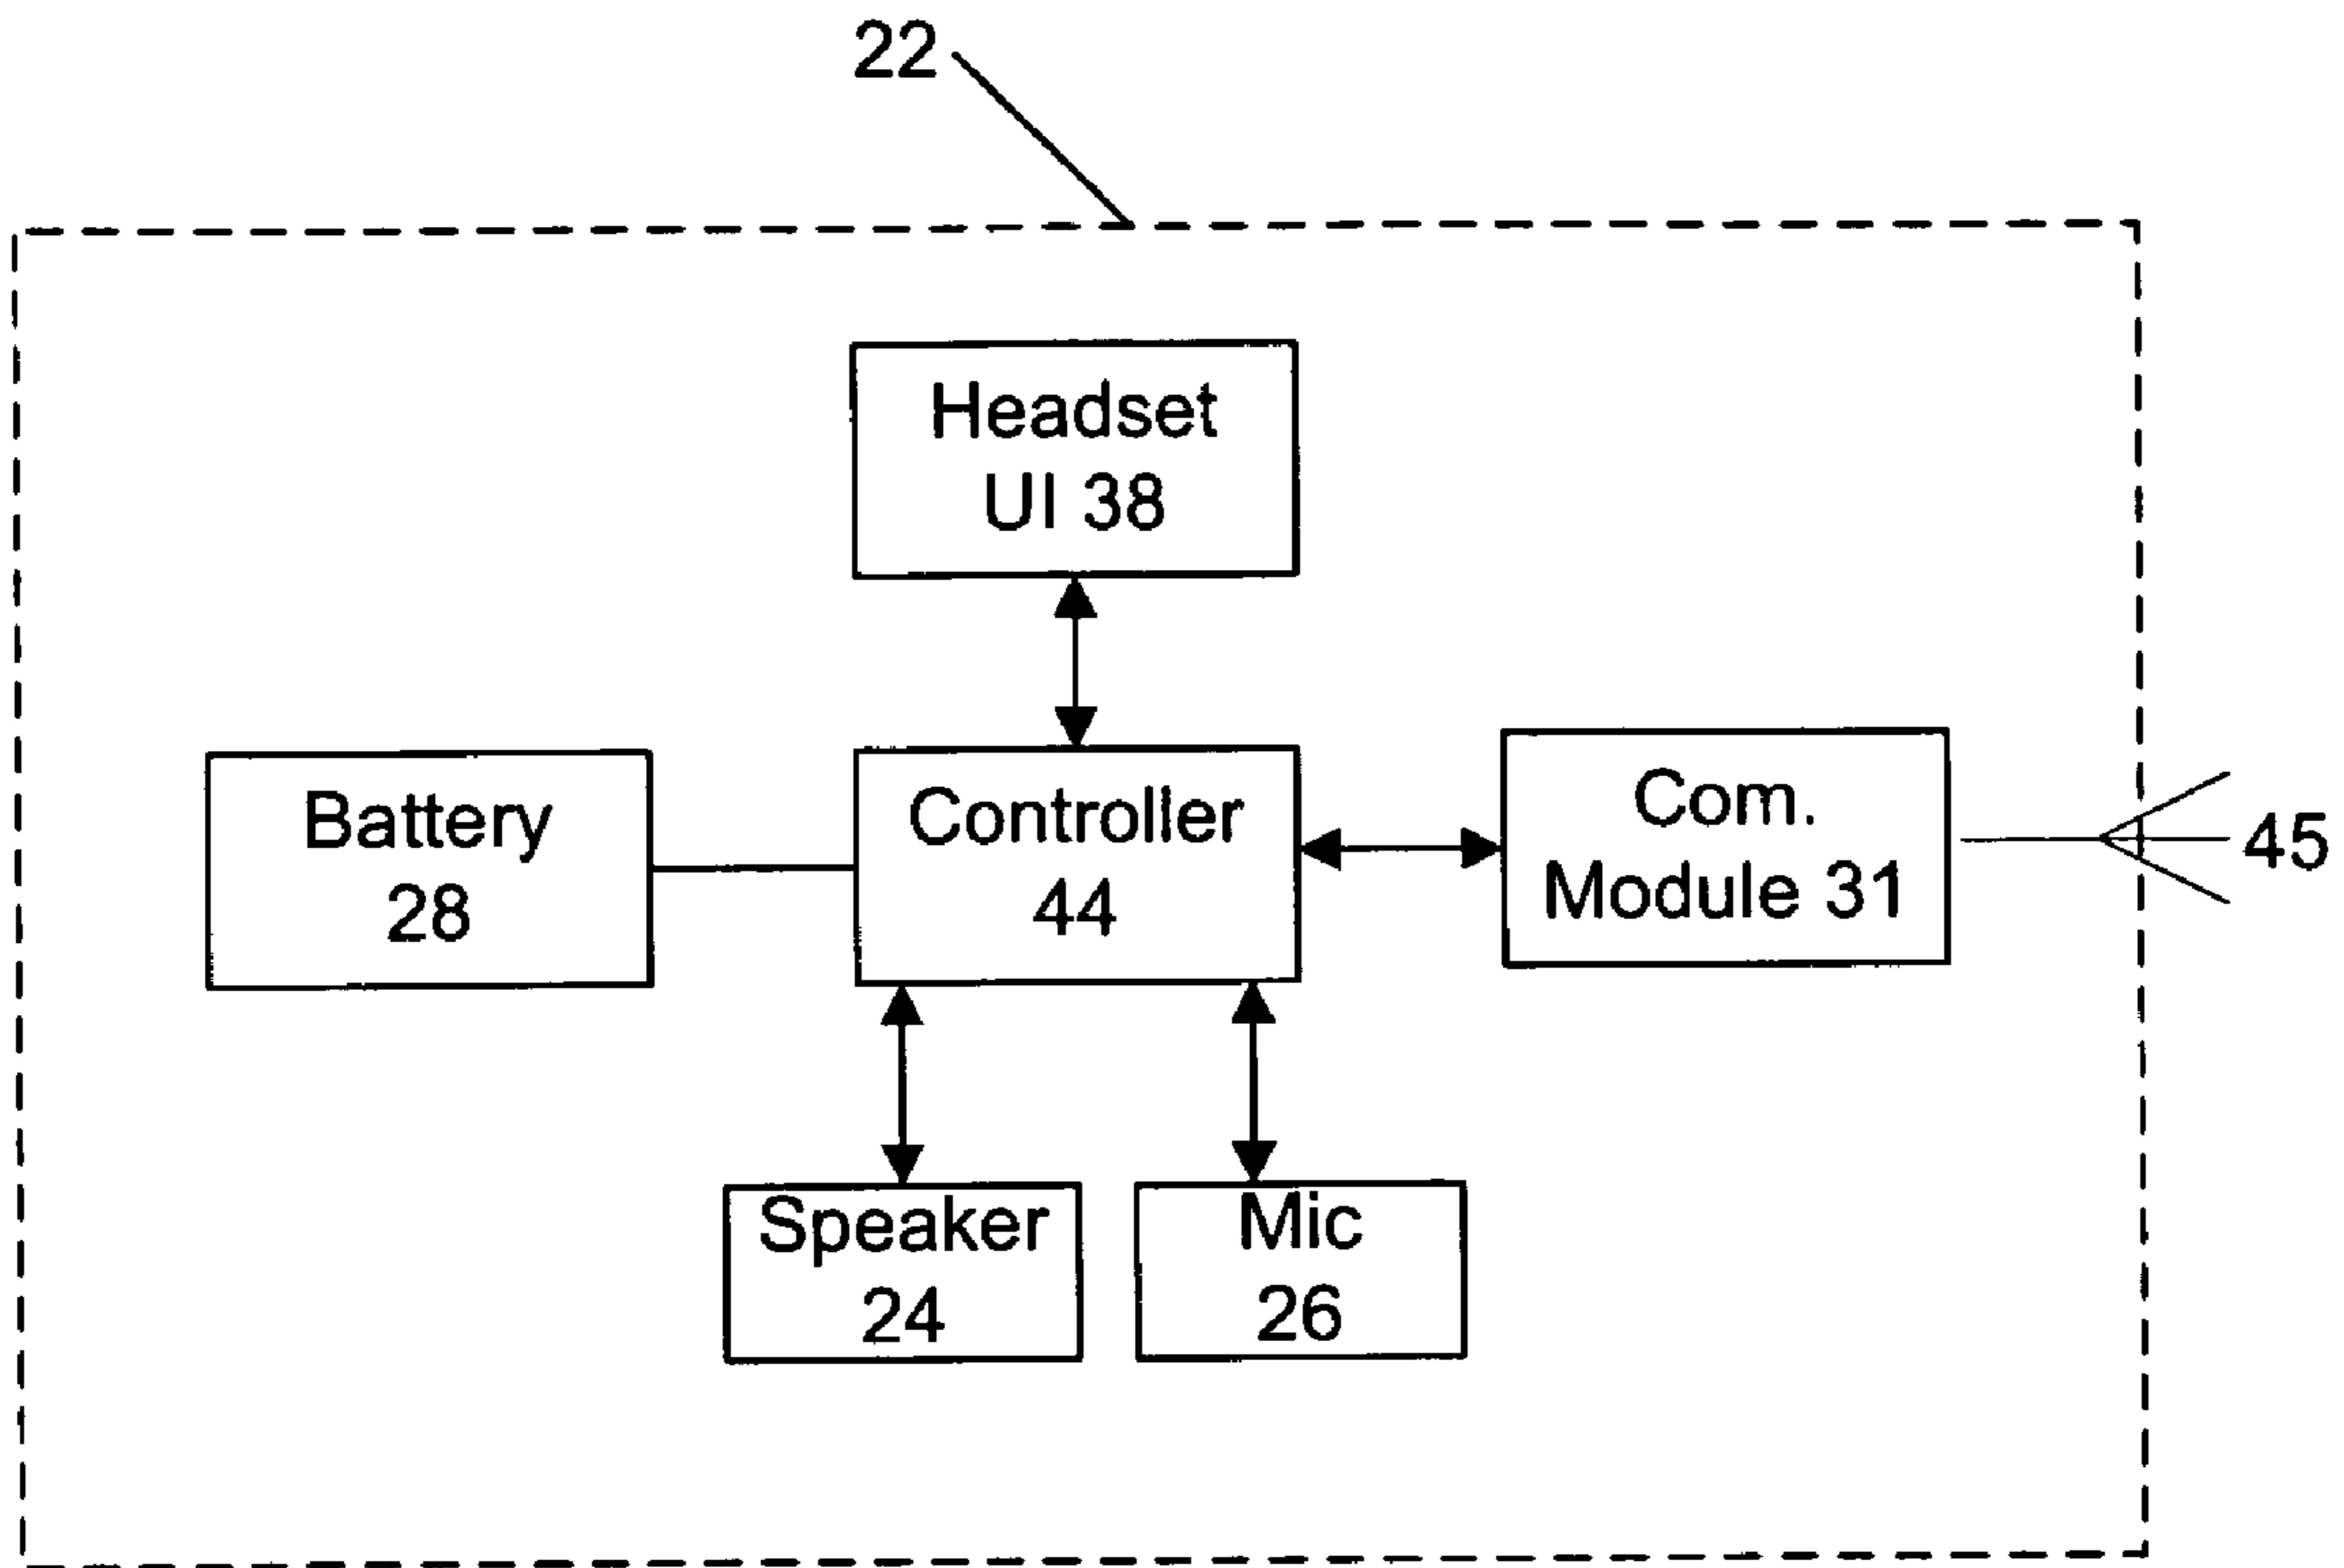 22
Headset
UI 38
Battery
28
Controller
44
Com.
Module 31
45
Speaker
24
Mic
26